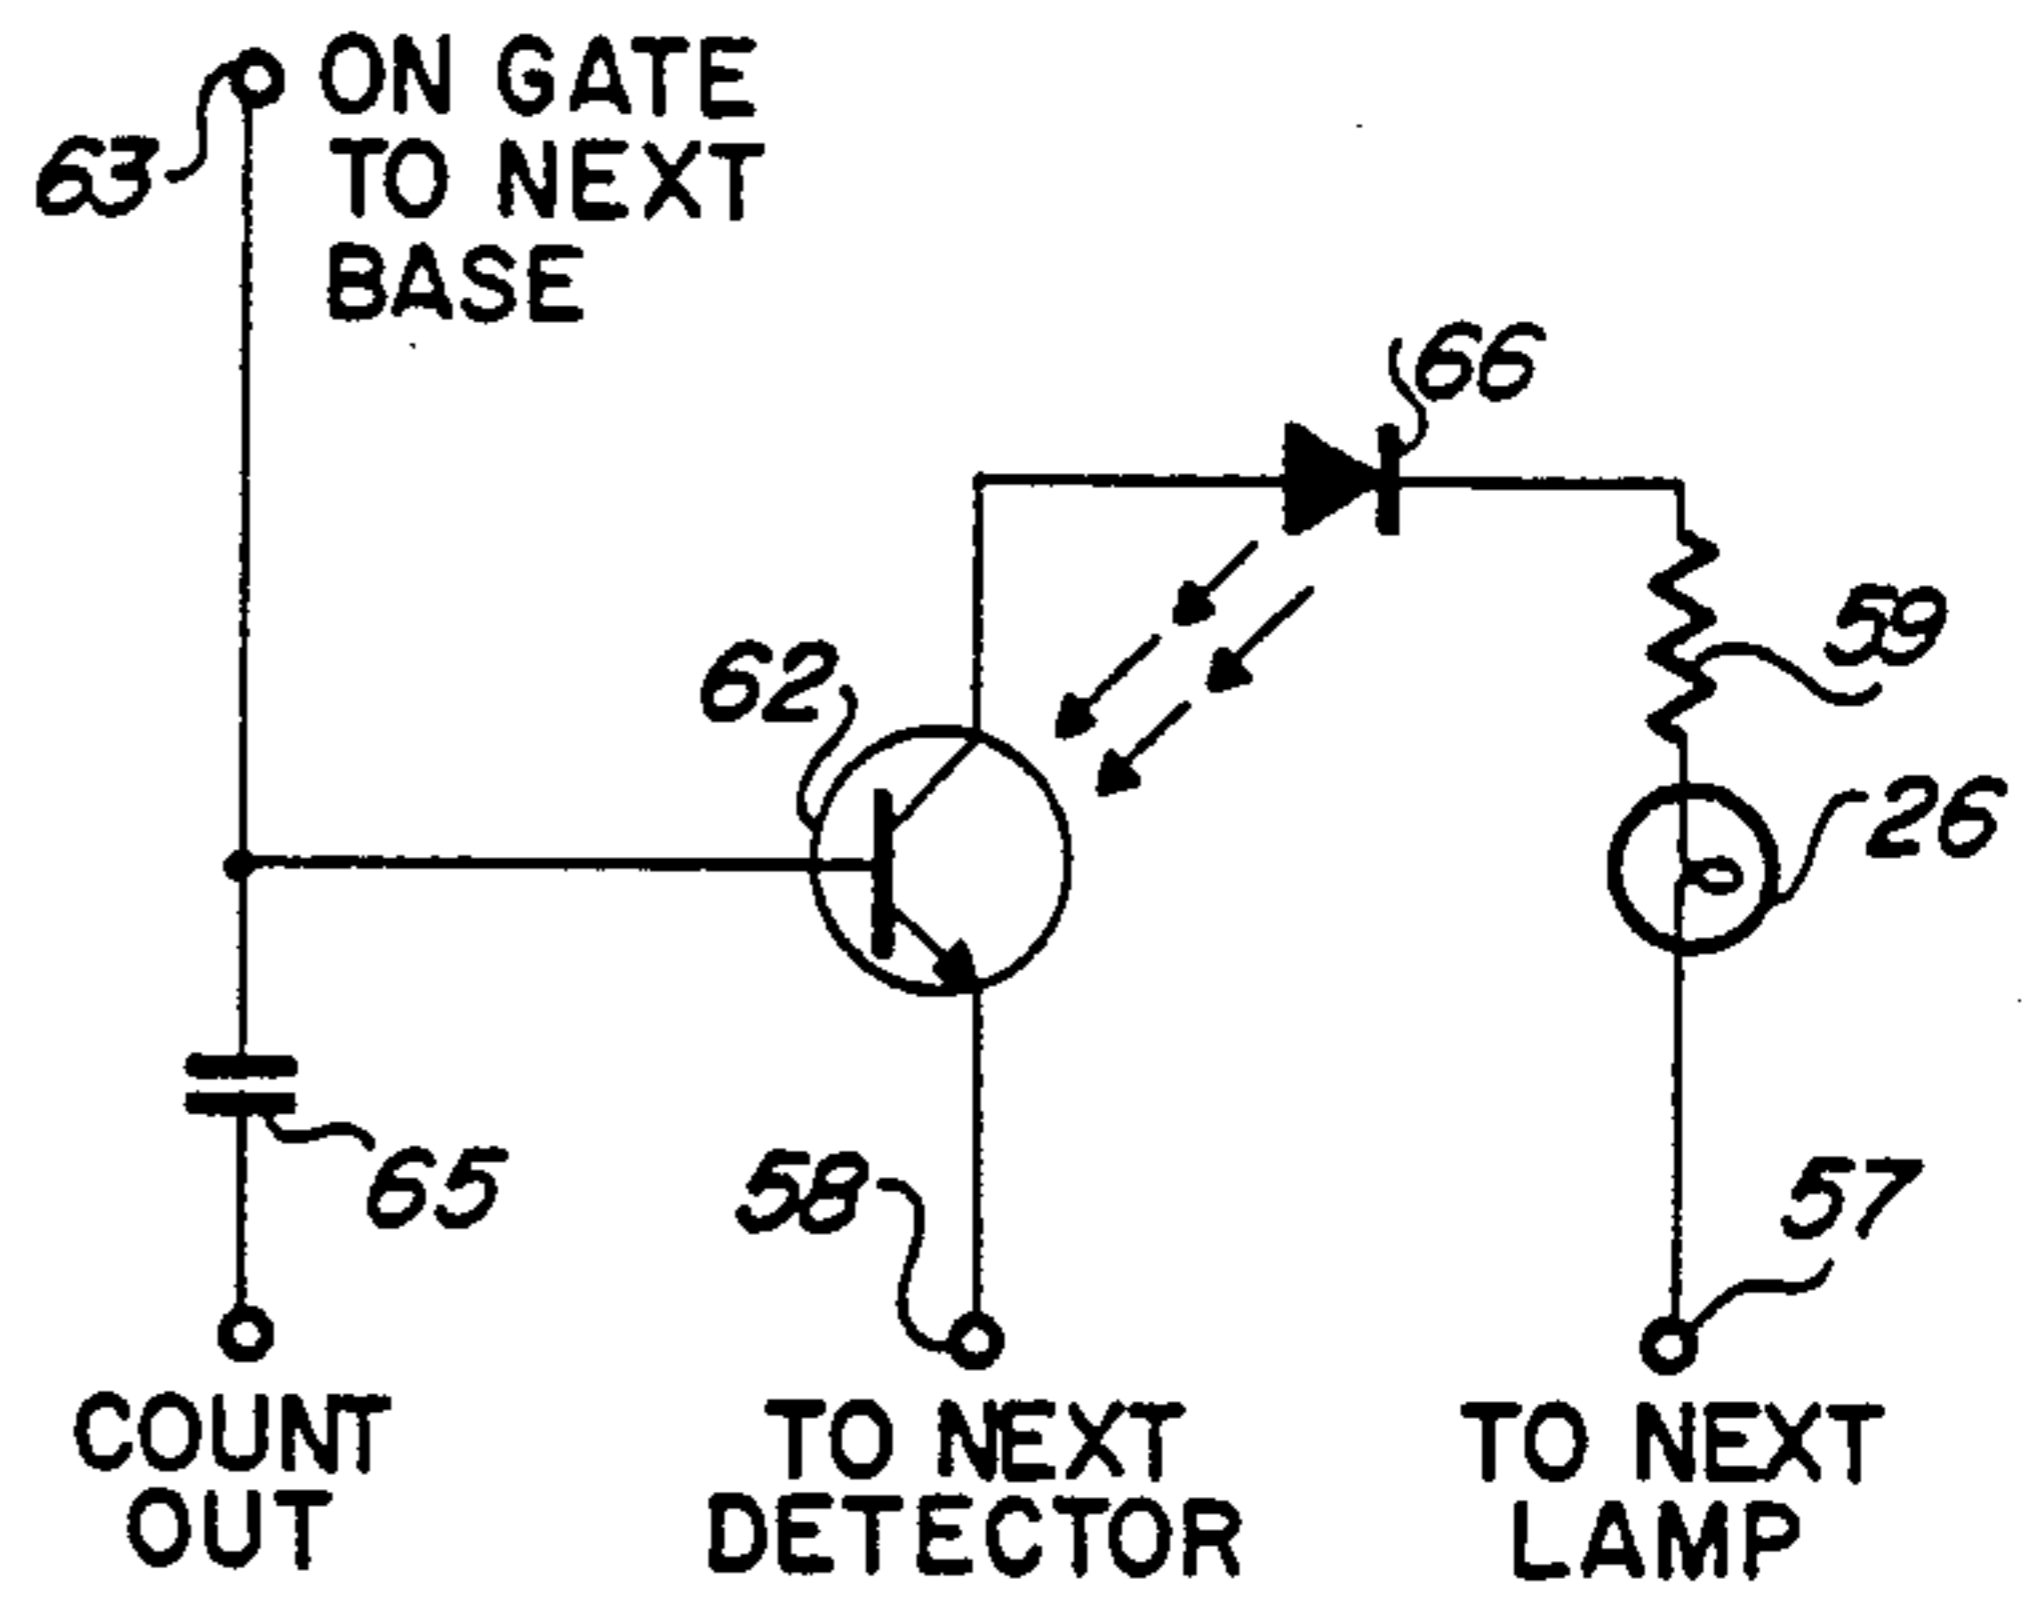 ON GATE
TO NEXT
BASE
63
66
59
62
26
65
58
57
COUNT
OUT
TO NEXT
DETECTOR
TO NEXT
LAMP